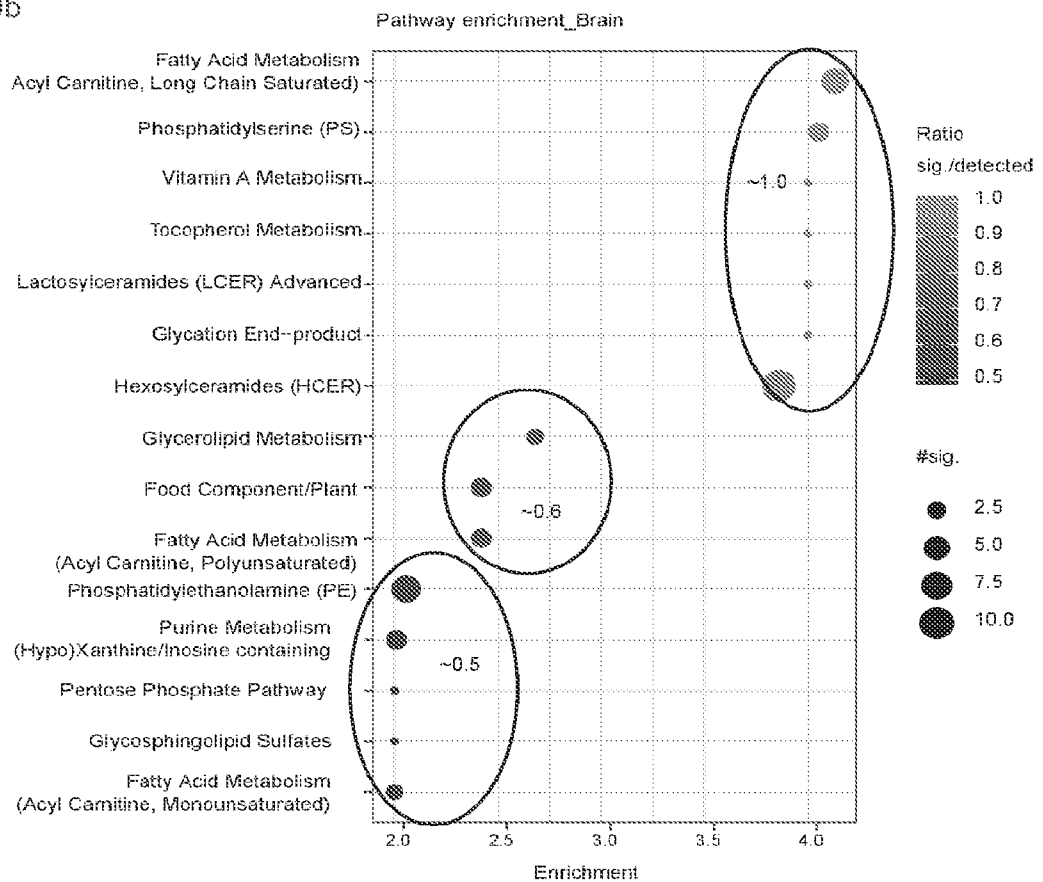 9b
Pathway enrichment_Brain
Fatty Acid Metabolism
Acyl Carnitine, Long Chain Saturated)
Phosphatidylserine (PS)
Vitamin A Metabolism
Tocopherol Metabolism
Lactosylceramides (LCER) Advanced
Glycation End--product
Hexosylceramides (HCER)
Glycerolipid Metabolism
Food Component/Plant
Fatty Acid Metabolism
(Acyl Carnitine, Polyunsaturated)
Phosphatidylethanolamine (PE)
Purine Metabolism
(Hypo)Xanthine/Inosine containing
Pentose Phosphate Pathway
Glycosphingolipid Sulfates
Fatty Acid Metabolism
(Acyl Carnitine, Monounsaturated)
~1.0
~0.6
~0.5
2.0 2.5 3.0 3.5 4.0
Enrichment
Ratio
sig./detected
1.0
0.9
0.8
0.7
0.6
0.5
#sig.
2.5
5.0
7.5
10.0